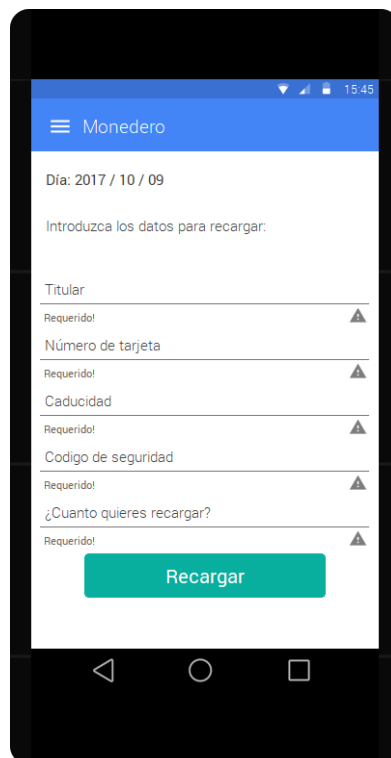 15:45
Monedero
Día: 2017 / 10 / 09
Introduzca los datos para recargar:
Titular
Requerido!
Número de tarjeta
Requerido!
Caducidad
Requerido!
Codigo de seguridad
Requerido!
¿Cuanto quieres recargar?
Requerido!
Recargar